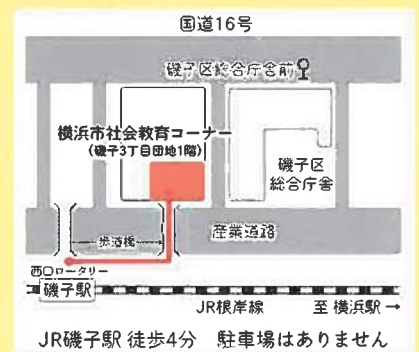 国道16号
磯子区総合庁舎前
横浜市社会教育コーナー
(磯子3丁目団地1階)
磯子区
総合庁舎
歩道橋
産業道路
西口ロータリー
磯子駅
JR根岸線
至 横浜駅→
JR磯子駅 徒歩4分 駐車場はありません